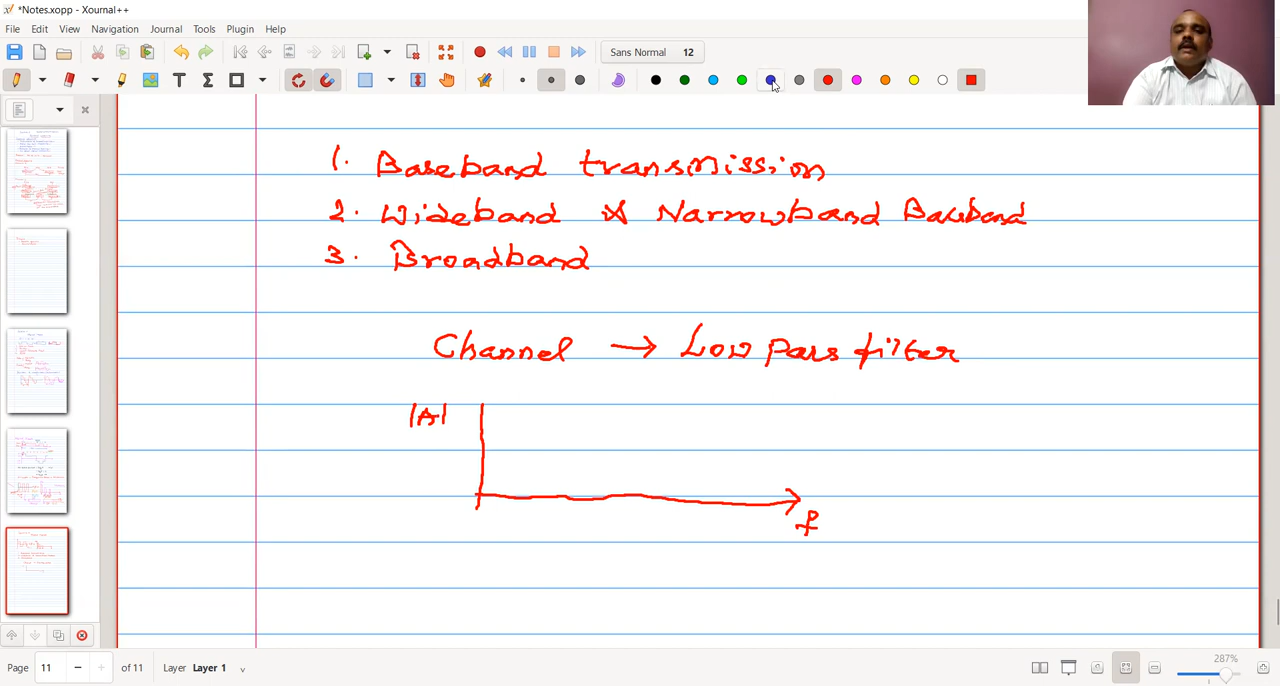 *Notes.xopp - Xournal++
File Edit View Navigation Journal Tools Plugin Help
Sans Normal 12
1. Baseband transmission
2. Wideband & Narrowband Baseband
3. Broadband
Channel → Low Pass filter
|A|
f
Page 11 of 11 Layer Layer 1 287%